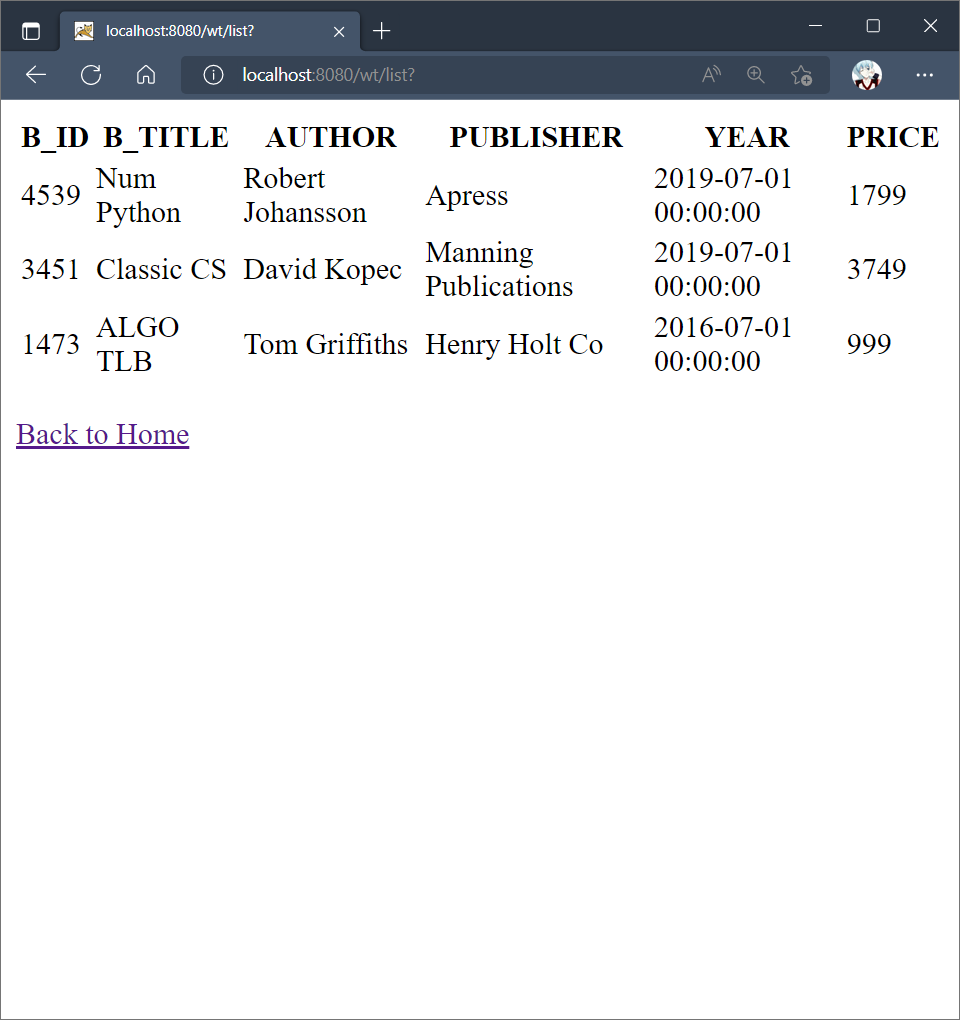 localhost:8080/wt/list?
localhost:8080/wt/list?
B_ID B_TITLE AUTHOR PUBLISHER YEAR PRICE
4539 Num Python Robert Johansson Apress 2019-07-01 00:00:00 1799
3451 Classic CS David Kopec Manning Publications 2019-07-01 00:00:00 3749
1473 ALGO TLB Tom Griffiths Henry Holt Co 2016-07-01 00:00:00 999
Back to Home